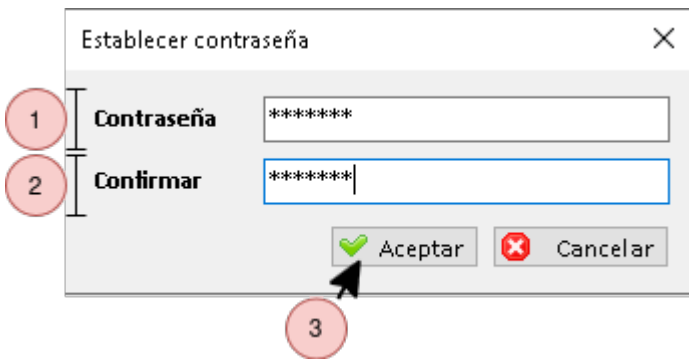 Establecer contraseña
1 Contraseña *******
2 Confirmar *******
Aceptar Cancelar
3